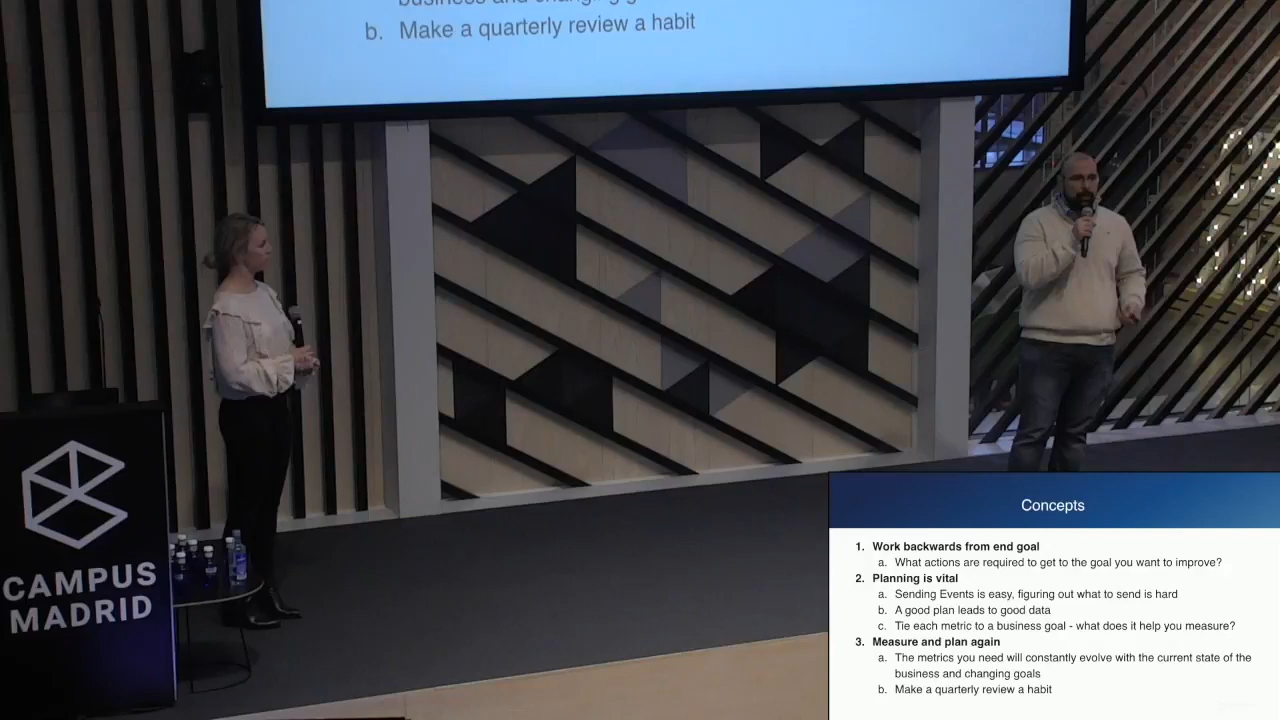 business and changing g
b. Make a quarterly review a habit
CAMPUS
MADRID
Concepts
1. Work backwards from end goal
a. What actions are required to get to the goal you want to improve?
2. Planning is vital
a. Sending Events is easy, figuring out what to send is hard
b. A good plan leads to good data
c. Tie each metric to a business goal - what does it help you measure?
3. Measure and plan again
a. The metrics you need will constantly evolve with the current state of the
business and changing goals
b. Make a quarterly review a habit